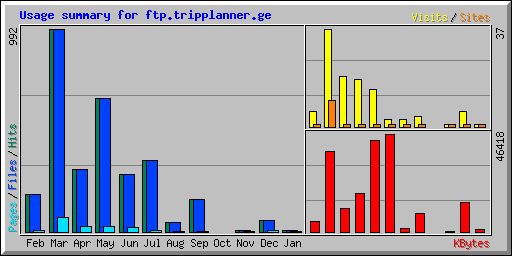 Usage summary for ftp.tripplanner.ge
Visits/Sites
992
37
Pages/Files/Hits
46418
Feb Mar Apr May Jun Jul Aug Sep Oct Nov Dec Jan
KBytes